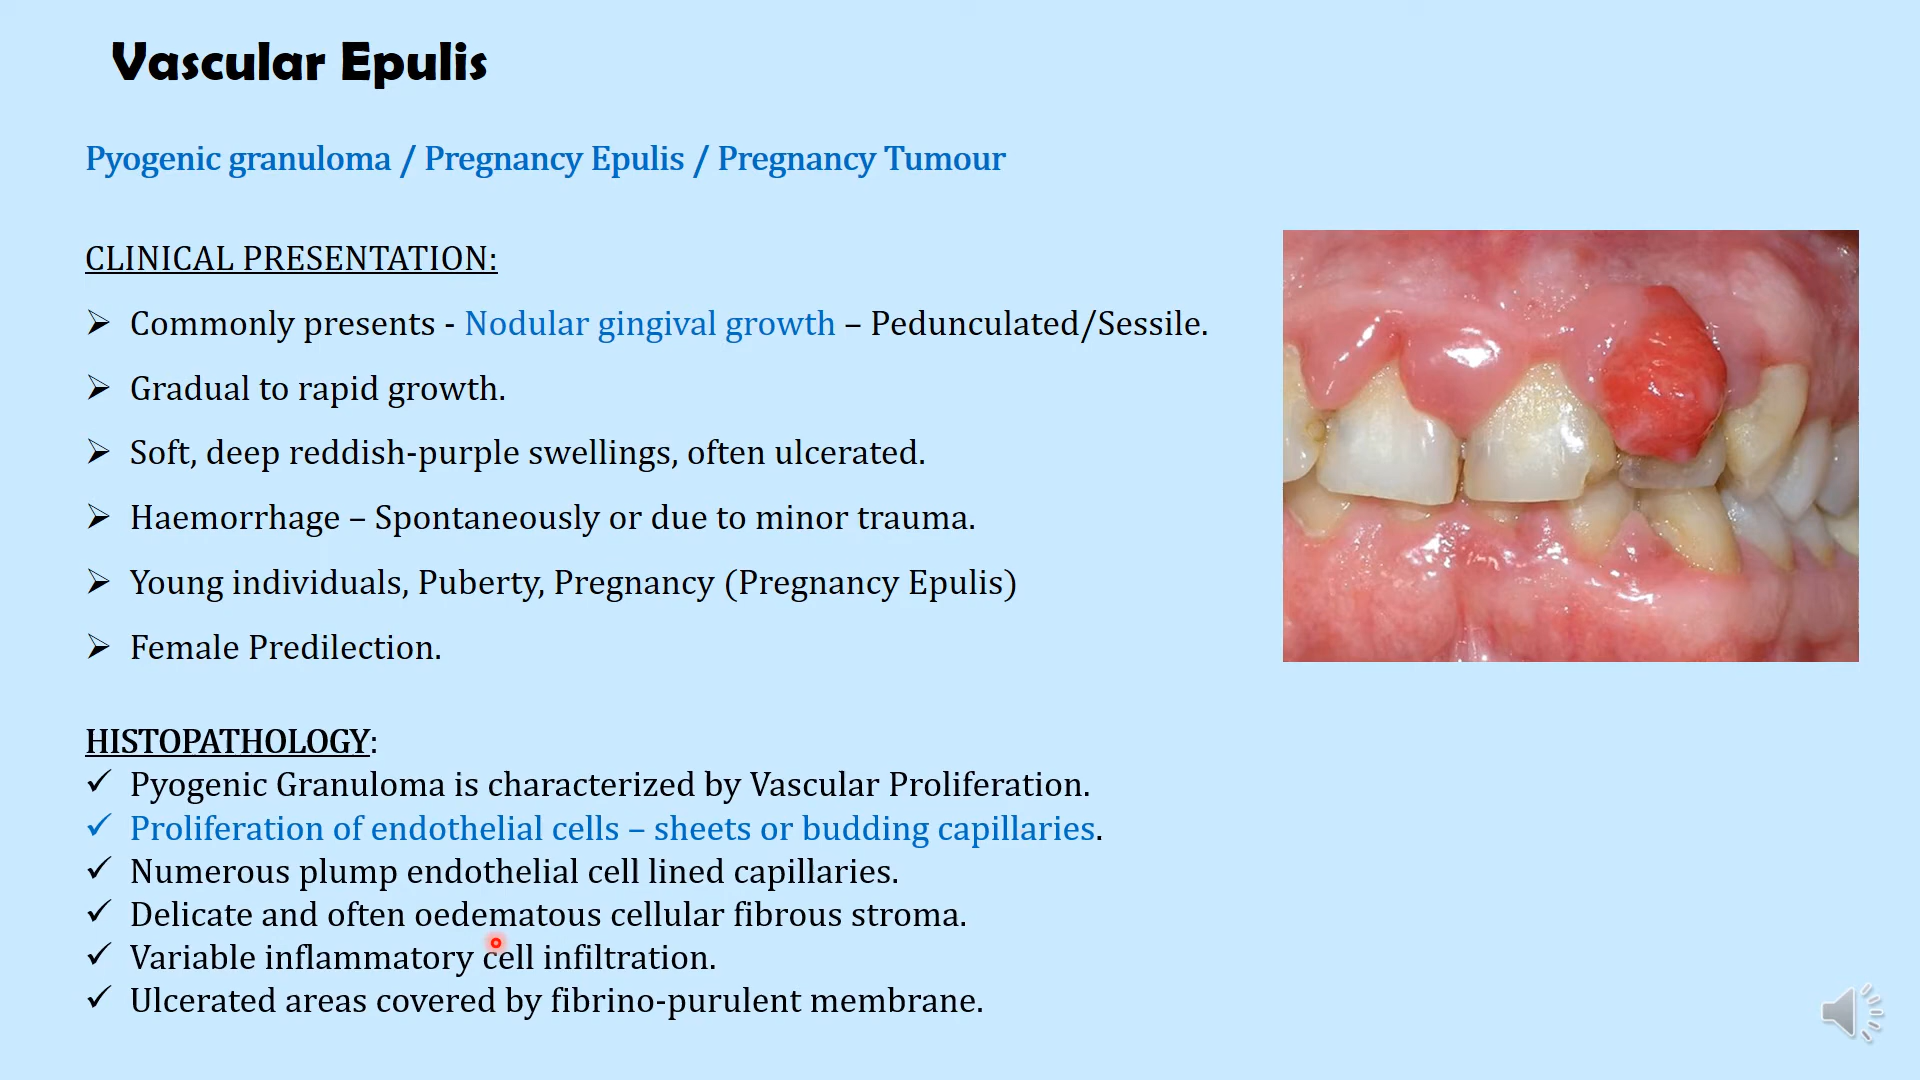 Vascular Epulis
Pyogenic granuloma / Pregnancy Epulis / Pregnancy Tumour
CLINICAL PRESENTATION:
➢ Commonly presents - Nodular gingival growth – Pedunculated/Sessile.
➢ Gradual to rapid growth.
➢ Soft, deep reddish-purple swellings, often ulcerated.
➢ Haemorrhage – Spontaneously or due to minor trauma.
➢ Young individuals, Puberty, Pregnancy (Pregnancy Epulis)
➢ Female Predilection.
HISTOPATHOLOGY:
✓ Pyogenic Granuloma is characterized by Vascular Proliferation.
✓ Proliferation of endothelial cells – sheets or budding capillaries.
✓ Numerous plump endothelial cell lined capillaries.
✓ Delicate and often oedematous cellular fibrous stroma.
✓ Variable inflammatory cell infiltration.
✓ Ulcerated areas covered by fibrino-purulent membrane.